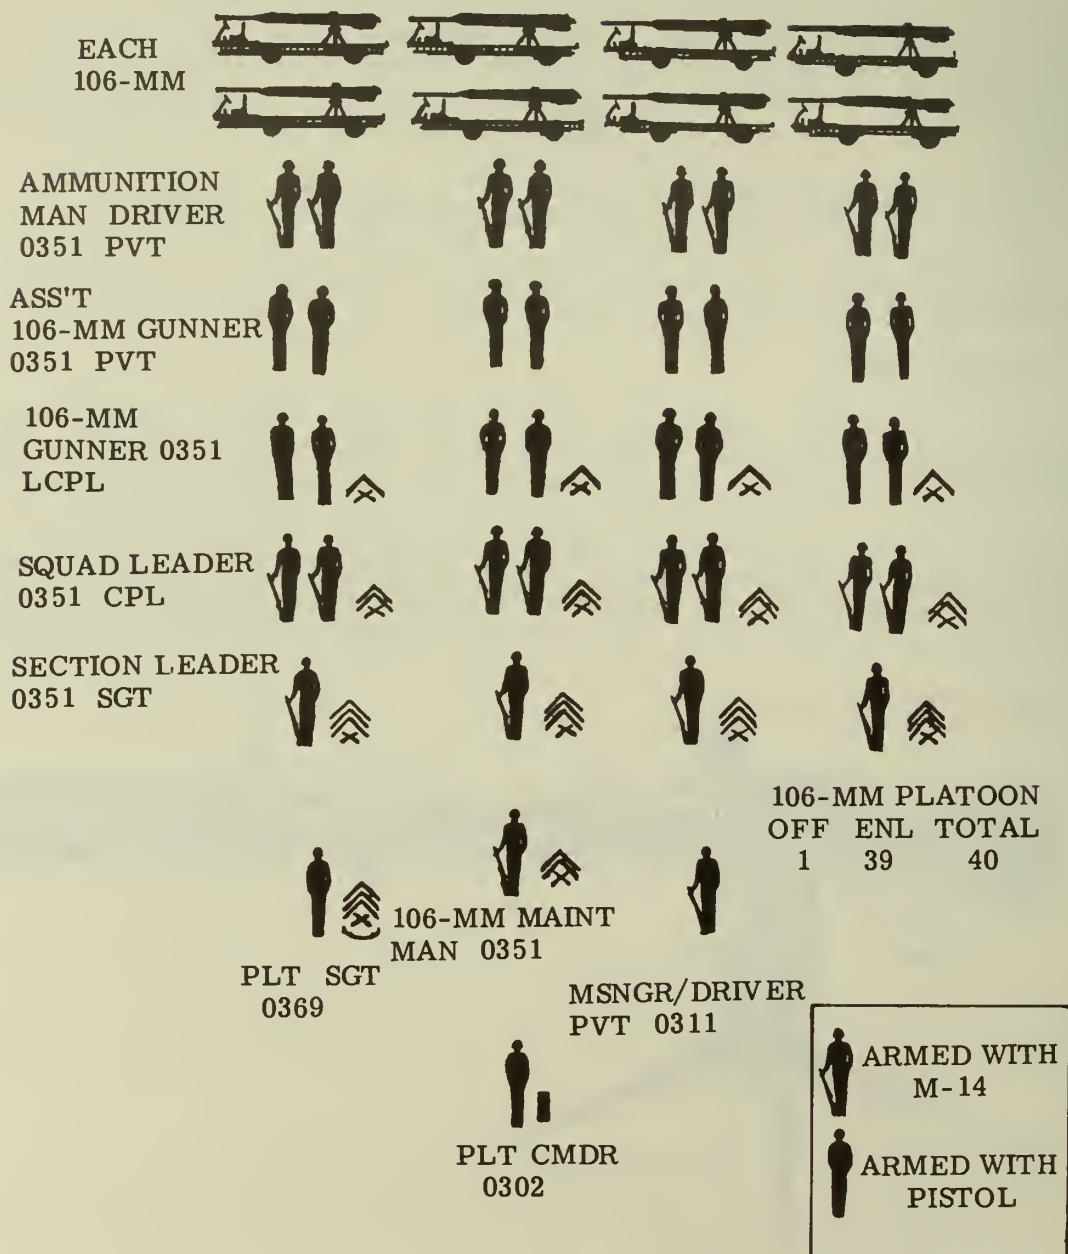 EACH
106-MM
AMMUNITION
MAN DRIVER
0351 PVT
ASS'T
106-MM GUNNER
0351 PVT
106-MM
GUNNER 0351
LCPL
SQUAD LEADER
0351 CPL
SECTION LEADER
0351 SGT
106-MM PLATOON
OFF ENL TOTAL
1 39 40
106-MM MAINT
MAN 0351
PLT SGT
0369
MSNGR/DRIVER
PVT 0311
PLT CMDR
0302
ARMED WITH
M-14
ARMED WITH
PISTOL